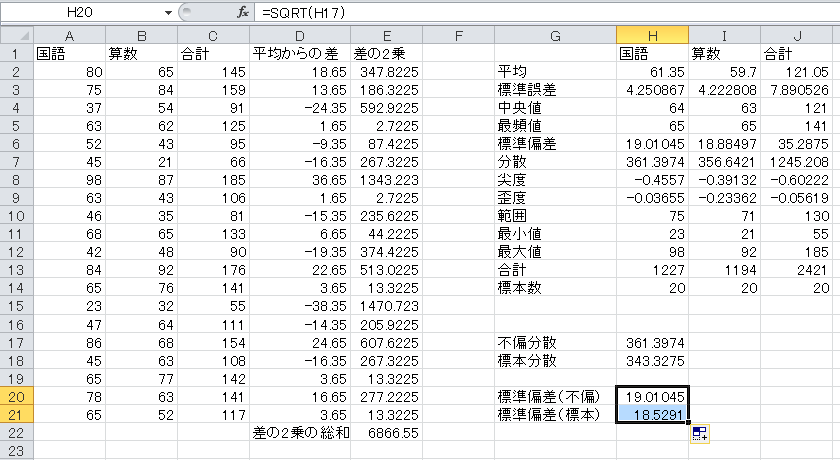 H20 fx =SQRT(H17)
A B C D E F G H I J
1 国語 算数 合計 平均からの差 差の2乗 国語 算数 合計
2 80 65 145 18.65 347.8225 平均 61.35 59.7 121.05
3 75 84 159 13.65 186.3225 標準誤差 4.250867 4.222808 7.890526
4 37 54 91 -24.35 592.9225 中央値 64 63 121
5 63 62 125 1.65 2.7225 最頻値 65 65 141
6 52 43 95 -9.35 87.4225 標準偏差 19.01045 18.88497 35.2875
7 45 21 66 -16.35 267.3225 分散 361.3974 356.6421 1245.208
8 98 87 185 36.65 1343.223 尖度 -0.4557 -0.39132 -0.60222
9 63 43 106 1.65 2.7225 歪度 -0.03655 -0.23362 -0.05619
10 46 35 81 -15.35 235.6225 範囲 75 71 130
11 68 65 133 6.65 44.2225 最小値 23 21 55
12 42 48 90 -19.35 374.4225 最大値 98 92 185
13 84 92 176 22.65 513.0225 合計 1227 1194 2421
14 65 76 141 3.65 13.3225 標本数 20 20 20
15 23 32 55 -38.35 1470.723
16 47 64 111 -14.35 205.9225
17 86 68 154 24.65 607.6225 不偏分散 361.3974
18 45 63 108 -16.35 267.3225 標本分散 343.3275
19 65 77 142 3.65 13.3225
20 78 63 141 16.65 277.2225 標準偏差(不偏) 19.01045
21 65 52 117 3.65 13.3225 標準偏差(標本) 18.5291
22 差の2乗の総和 6866.55
23